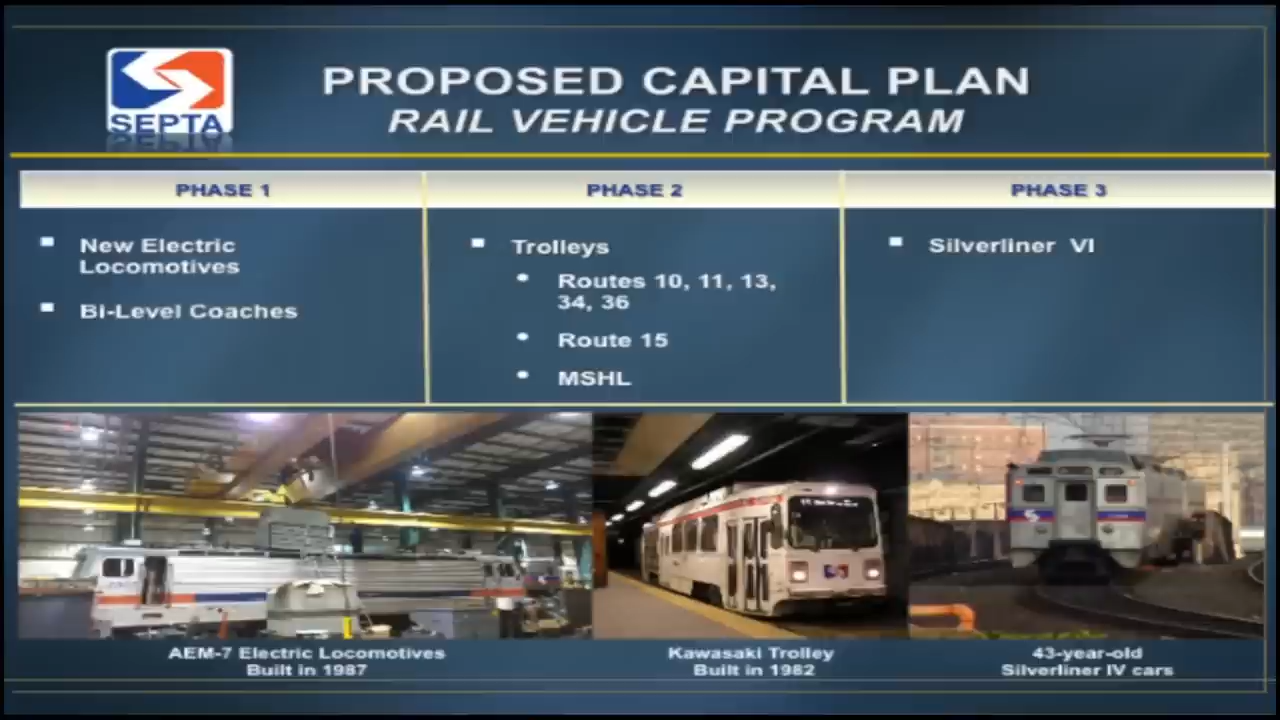 SEPTA
PROPOSED CAPITAL PLAN
RAIL VEHICLE PROGRAM
PHASE 1
New Electric
Locomotives
Bi-Level Coaches
PHASE 2
Trolleys
Routes 10, 11, 13,
34, 36
Route 15
MSHL
PHASE 3
Silverliner VI
AEM-7 Electric Locomotives
Built in 1987
Kawasaki Trolley
Built in 1982
43-year-old
Silverliner IV cars